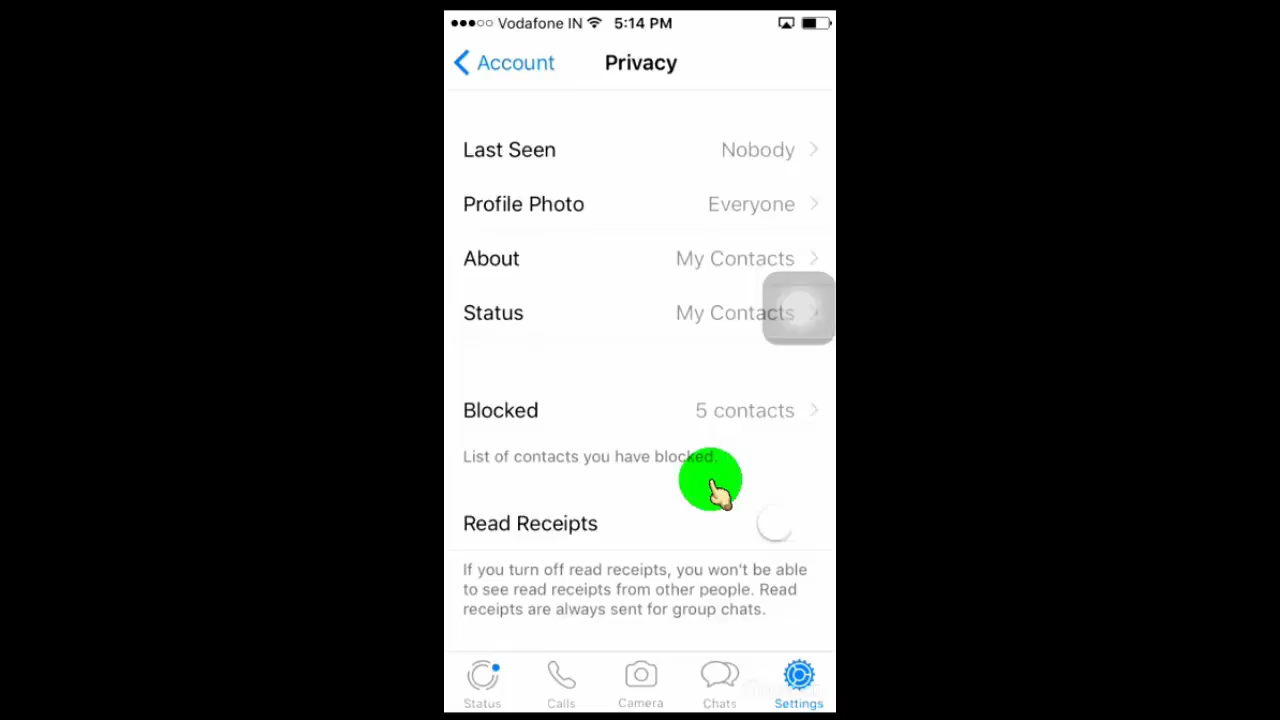 Vodafone IN 5:14 PM
Account Privacy
Last Seen Nobody
Profile Photo Everyone
About My Contacts
Status My Contacts
Blocked 5 contacts
List of contacts you have blocked.
Read Receipts
If you turn off read receipts, you won't be able
to see read receipts from other people. Read
receipts are always sent for group chats.
Status Calls Camera Chats Settings